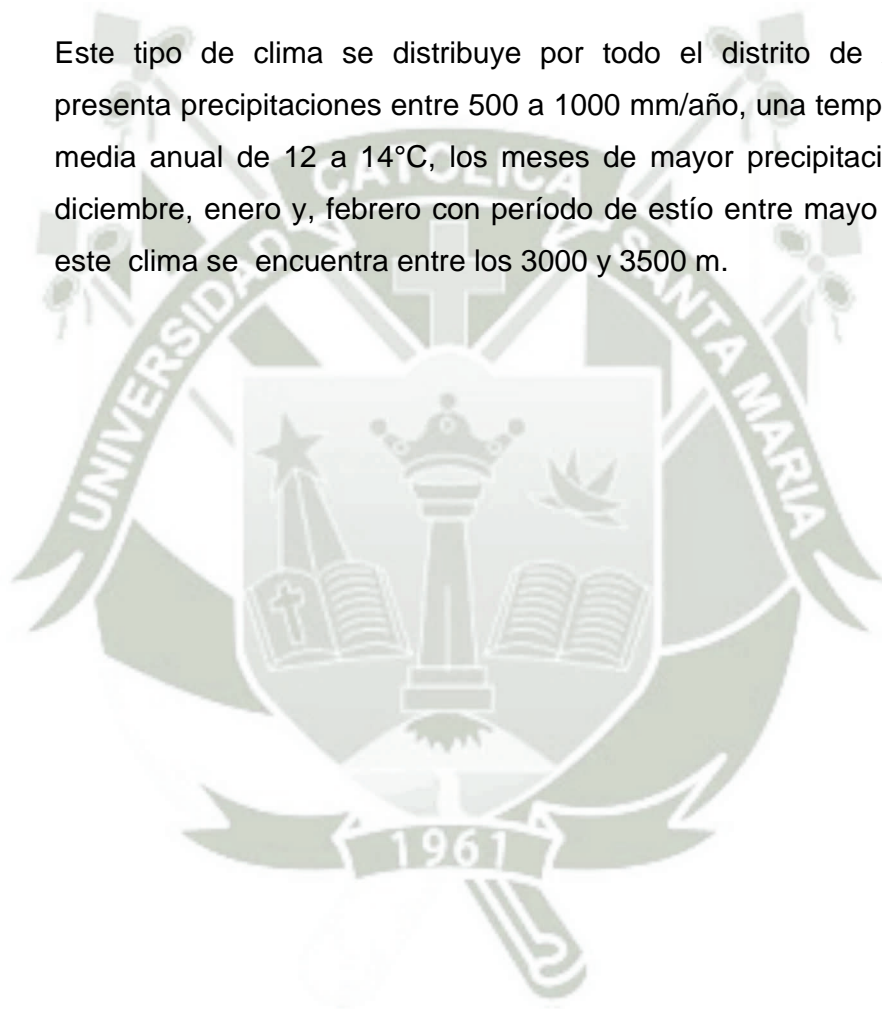 Este tipo de clima se distribuye por todo el distrito de
presenta precipitaciones entre 500 a 1000 mm/año, una temp
media anual de 12 a 14°C, los meses de mayor precipitaci
diciembre, enero y, febrero con período de estío entre mayo
este clima se encuentra entre los 3000 y 3500 m.
UNIVERSIDAD CATOLICA SANTA MARIA
1961